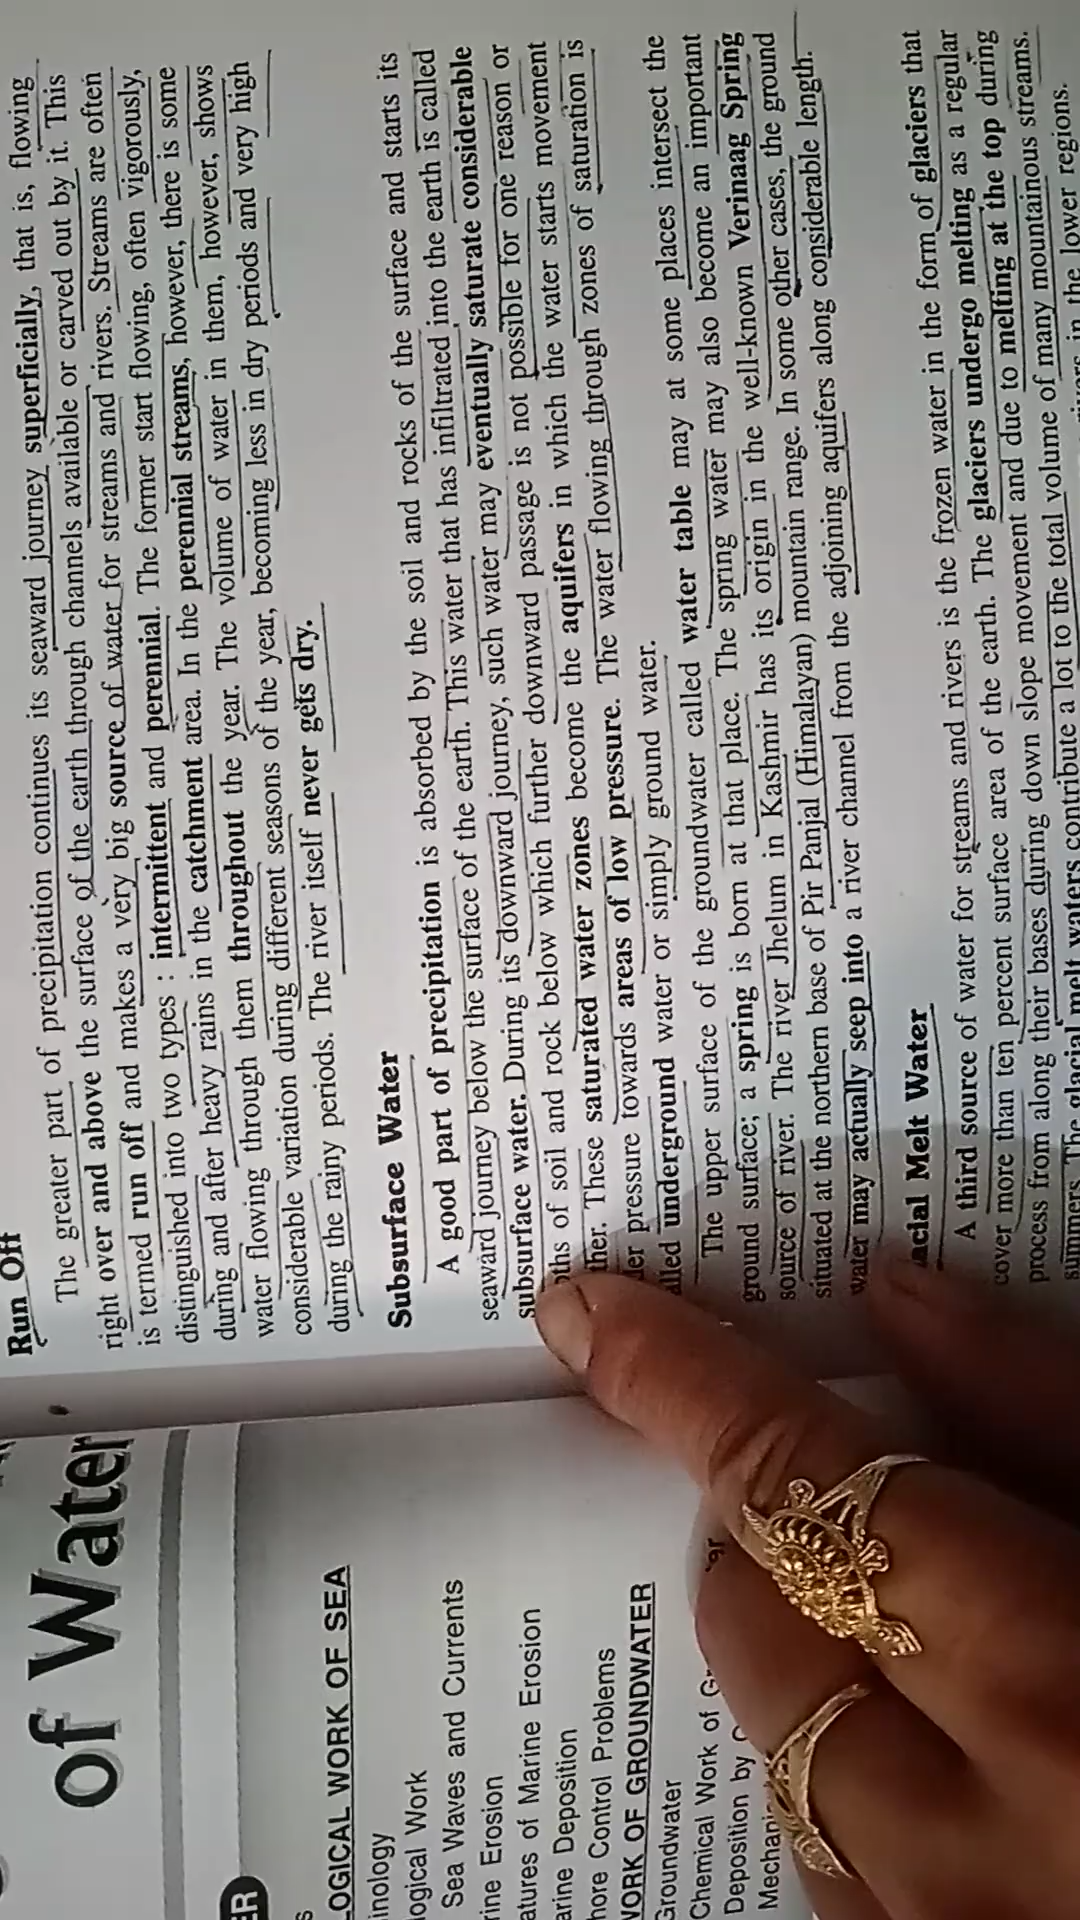 of Water
ER
LOGICAL WORK OF SEA
inology
logical Work
Sea Waves and Currents
rine Erosion
atures of Marine Erosion
arine Deposition
hore Control Problems
WORK OF GROUNDWATER
Groundwater
Chemical Work of
Deposition by
Mechani
Run Off
The greater part of precipitation continues its seaward journey superficially, that is, flowing
right over and above the surface of the earth through channels available or carved out by it. This
is termed run off and makes a very big source of water for streams and rivers. Streams are often
distinguished into two types : intermittent and perennial. The former start flowing, often vigorously,
during and after heavy rains in the catchment area. In the perennial streams, however, there is some
water flowing through them throughout the year. The volume of water in them, however, shows
considerable variation during different seasons of the year, becoming less in dry periods and very high
during the rainy periods. The river itself never gets dry.
Subsurface Water
A good part of precipitation is absorbed by the soil and rocks of the surface and starts its
seaward journey below the surface of the earth. This water that has infiltrated into the earth is called
subsurface water. During its downward journey, such water may eventually saturate considerable
ths of soil and rock below which further downward passage is not possible for one reason or
ther. These saturated water zones become the aquifers in which the water starts movement
er pressure towards areas of low pressure. The water flowing through zones of saturation is
alled underground water or simply ground water.
The upper surface of the groundwater called water table may at some places intersect the
ground surface; a spring is born at that place. The spring water may also become an important
source of river. The river Jhelum in Kashmir has its origin in the well-known Verinaag Spring
situated at the northern base of Pir Panjal (Himalayan) mountain range. In some other cases, the ground
water may actually seep into a river channel from the adjoining aquifers along considerable length.
acial Melt Water
A third source of water for streams and rivers is the frozen water in the form of glaciers that
cover more than ten percent surface area of the earth. The glaciers undergo melting as a regular
process from along their bases during down slope movement and due to melting at the top during
summers. The glacial melt waters contribute a lot to the total volume of many mountainous streams.
rivers in the lower regions.